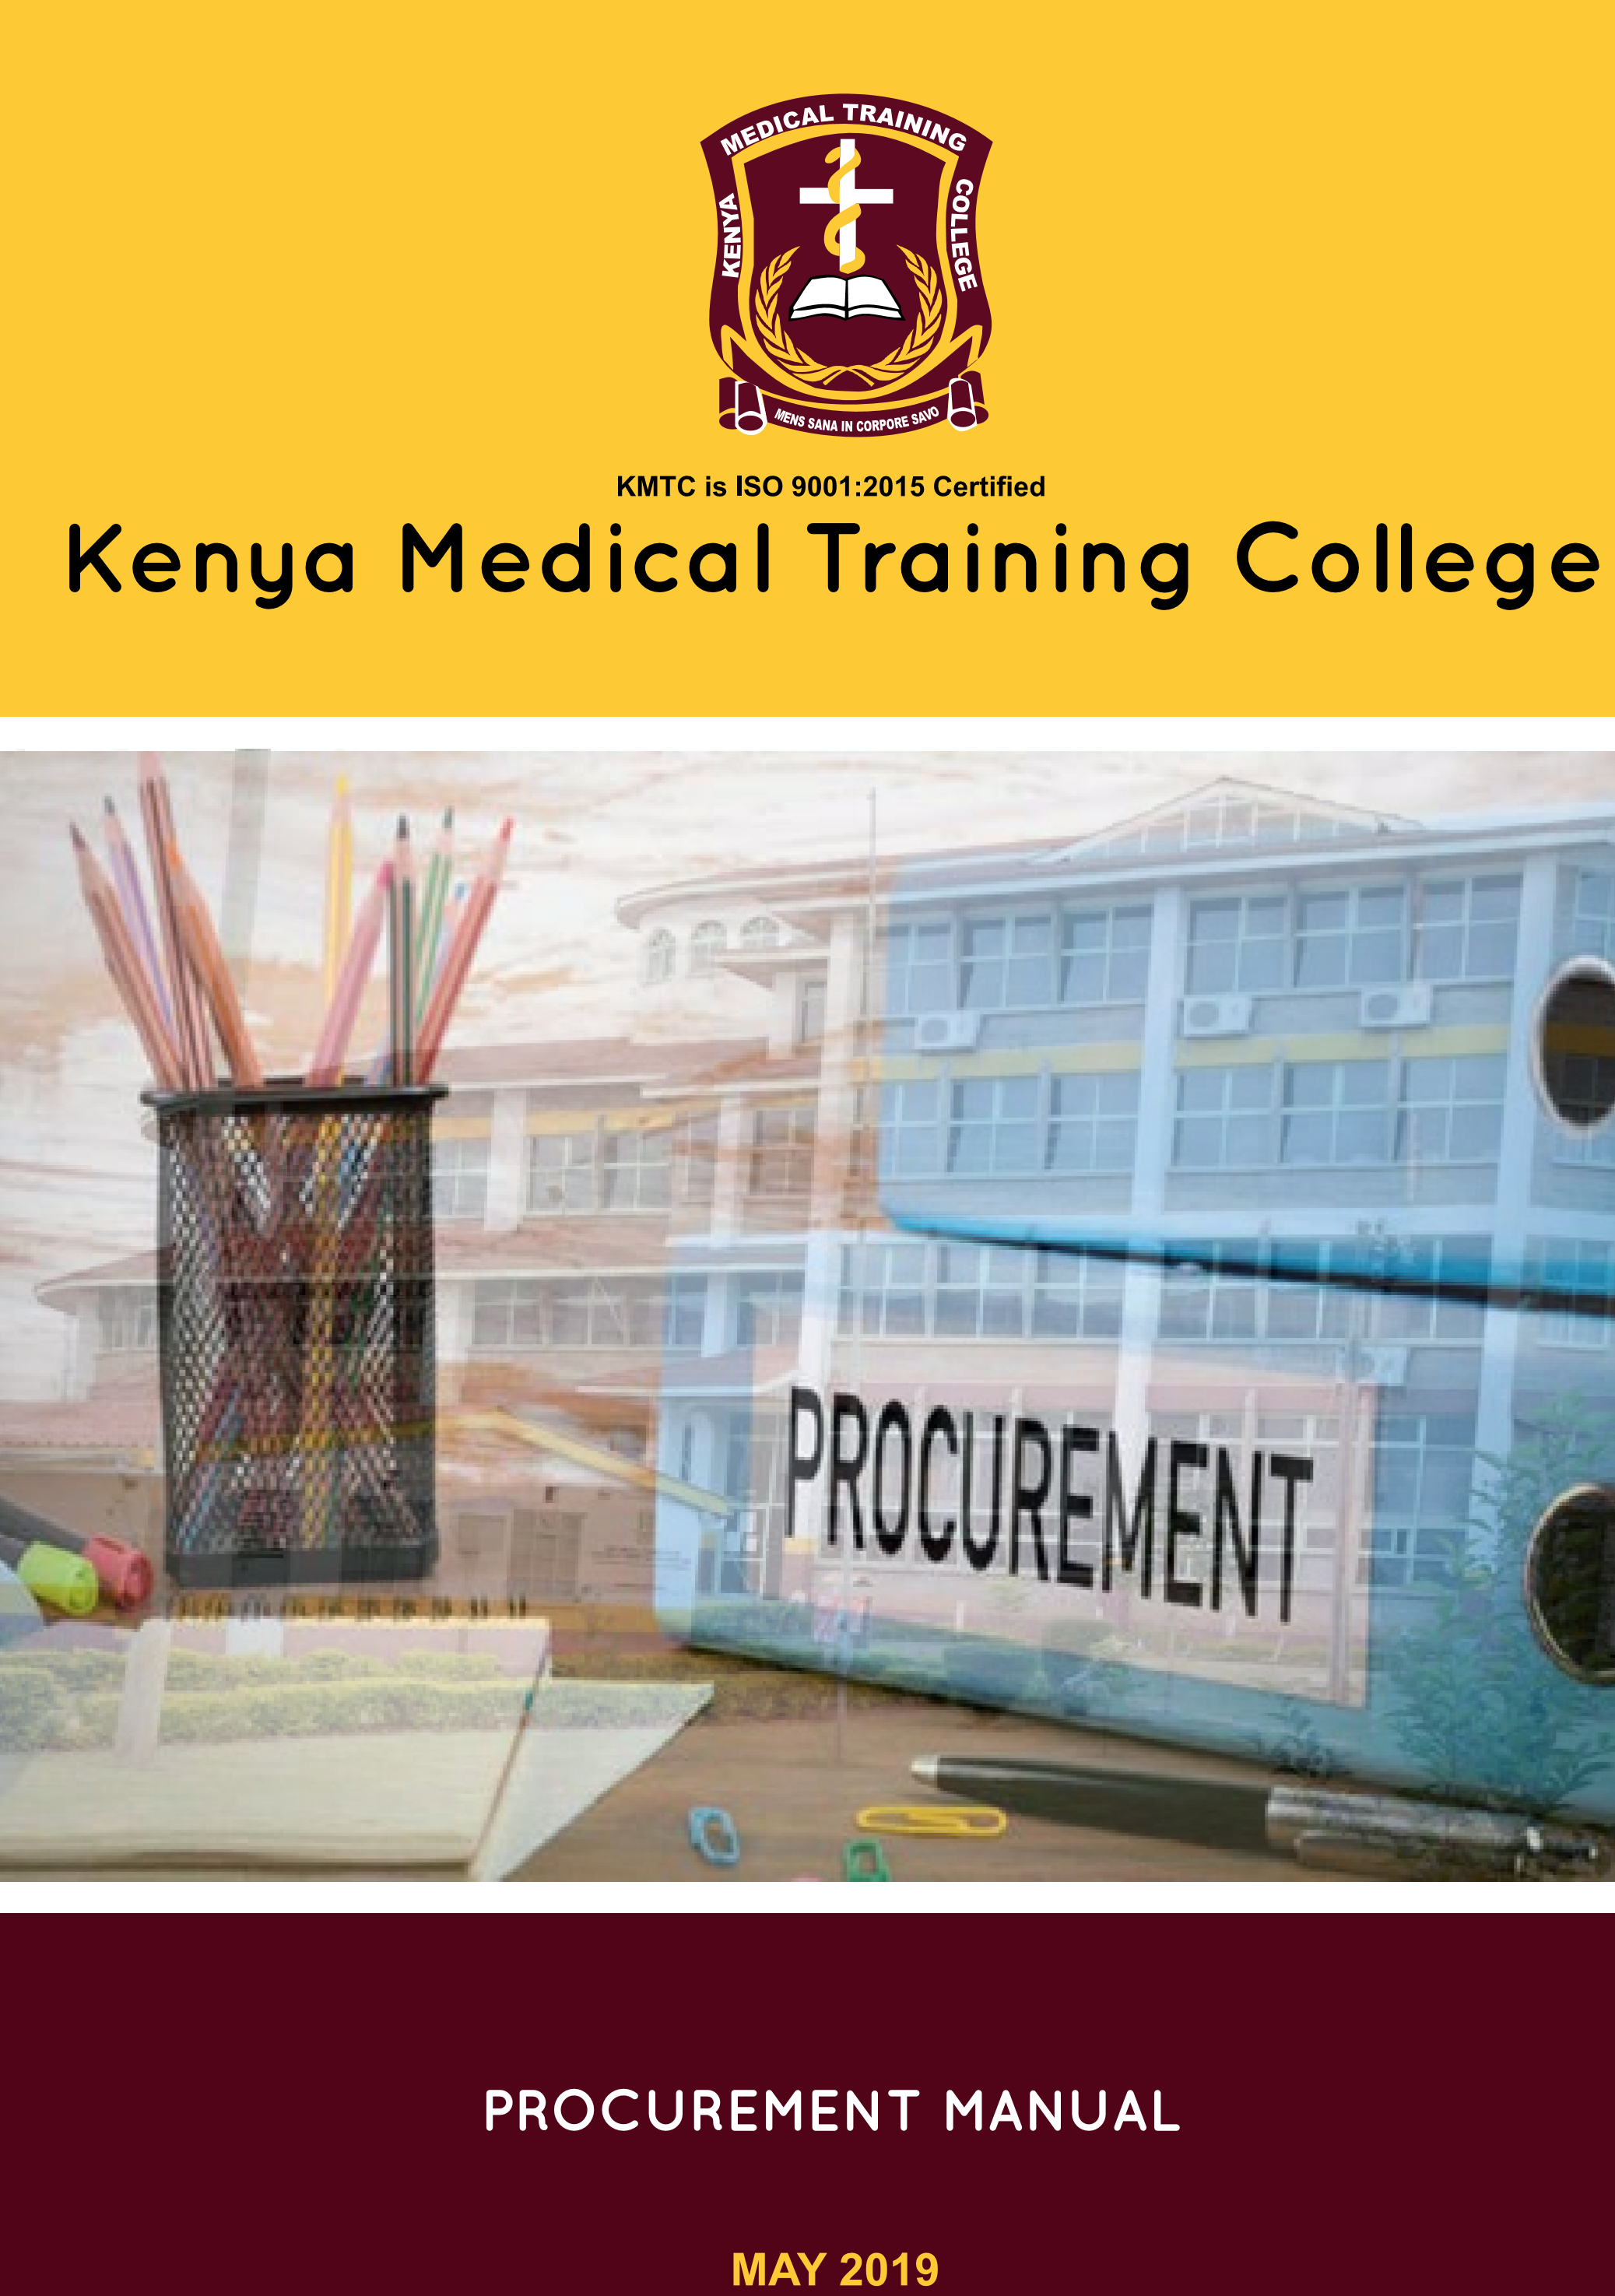 MEDICAL TRAINING
KENYA
COLLEGE
MENS SANA IN CORPORE SAVO
KMTC is ISO 9001:2015 Certified
Kenya Medical Training College
PROCUREMENT
PROCUREMENT MANUAL
MAY 2019